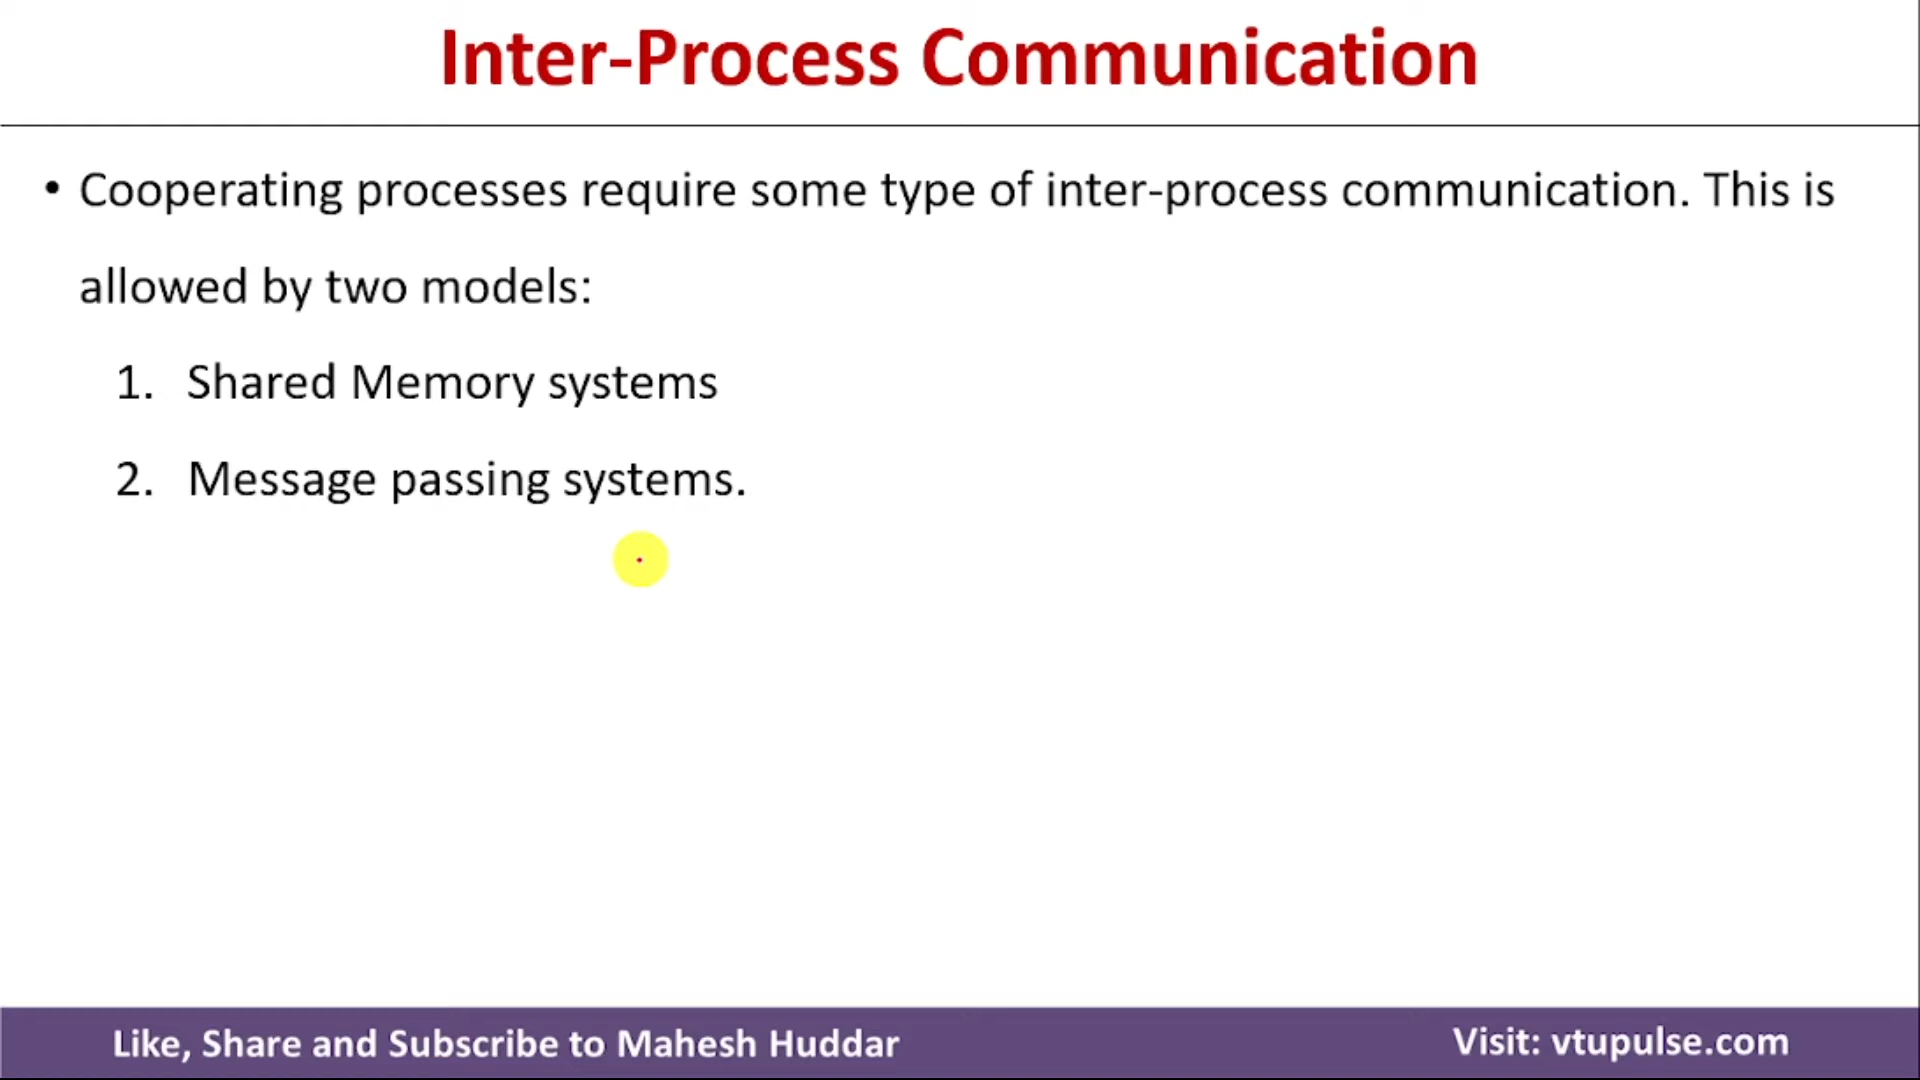 Inter-Process Communication
• Cooperating processes require some type of inter-process communication. This is
allowed by two models:
1. Shared Memory systems
2. Message passing systems.
Like, Share and Subscribe to Mahesh Huddar
Visit: vtupulse.com